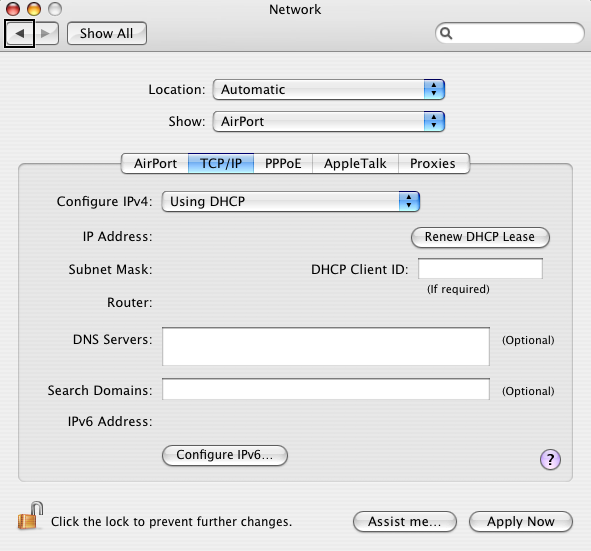 Network
Show All
Location: Automatic
Show: AirPort
AirPort TCP/IP PPPoE AppleTalk Proxies
Configure IPv4: Using DHCP
IP Address: Renew DHCP Lease
Subnet Mask: DHCP Client ID:
(If required)
Router:
DNS Servers: (Optional)
Search Domains: (Optional)
IPv6 Address:
Configure IPv6... ?
Click the lock to prevent further changes. Assist me... Apply Now